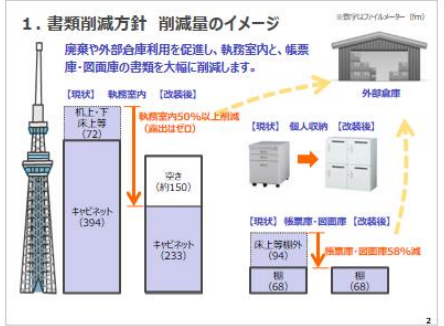 1．書類削減方針 削減量のイメージ
※数字はファイルメーター (fm)
廃棄や外部倉庫利用を促進し、執務室内と、帳票
庫・図面庫の書類を大幅に削減します。
外部倉庫
【現状】 執務室内 【改装後】
机上・下
床上等
(72)
執務室内50%以上削減
(露出はゼロ)
キャビネット
(394)
空き
(約150)
キャビネット
(233)
【現状】 個人収納 【改装後】
【現状】 帳票庫・図面庫 【改装後】
床上等棚外
(94)
帳票庫・図面庫58%減
棚
(68)
棚
(68)
2